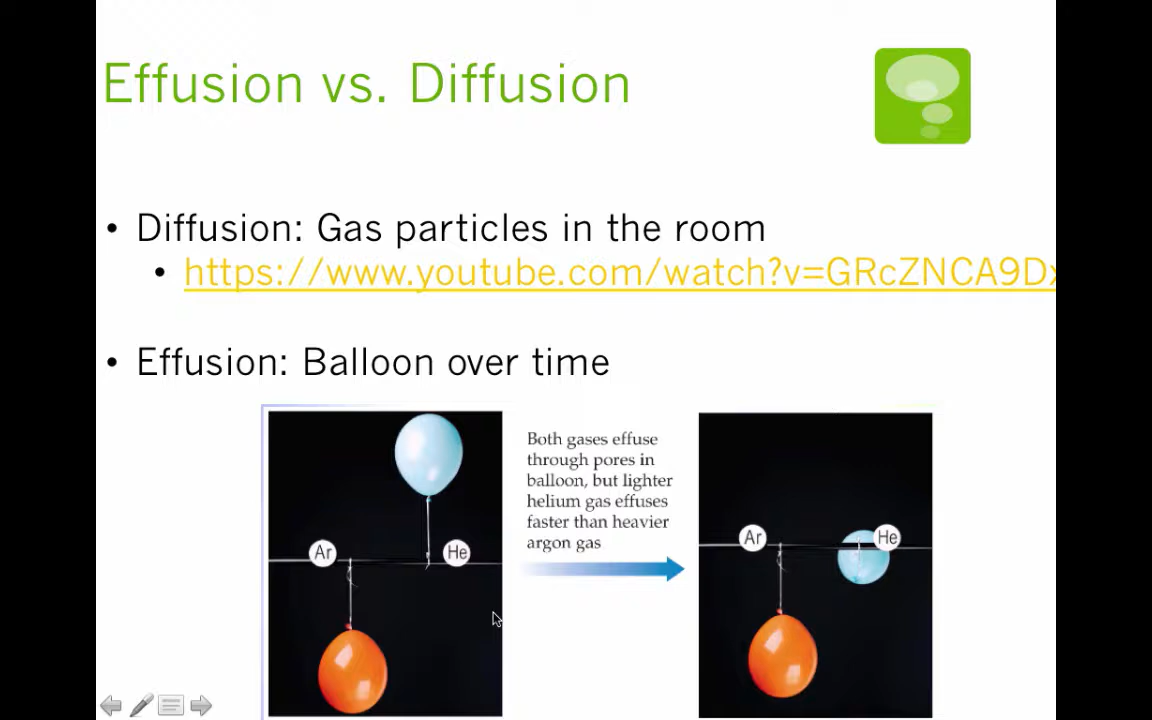 Effusion vs. Diffusion
• Diffusion: Gas particles in the room
• https://www.youtube.com/watch?v=GRcZNCA9D
• Effusion: Balloon over time
Both gases effuse
through pores in
balloon, but lighter
helium gas effuses
faster than heavier
argon gas
Ar
He
Ar
He